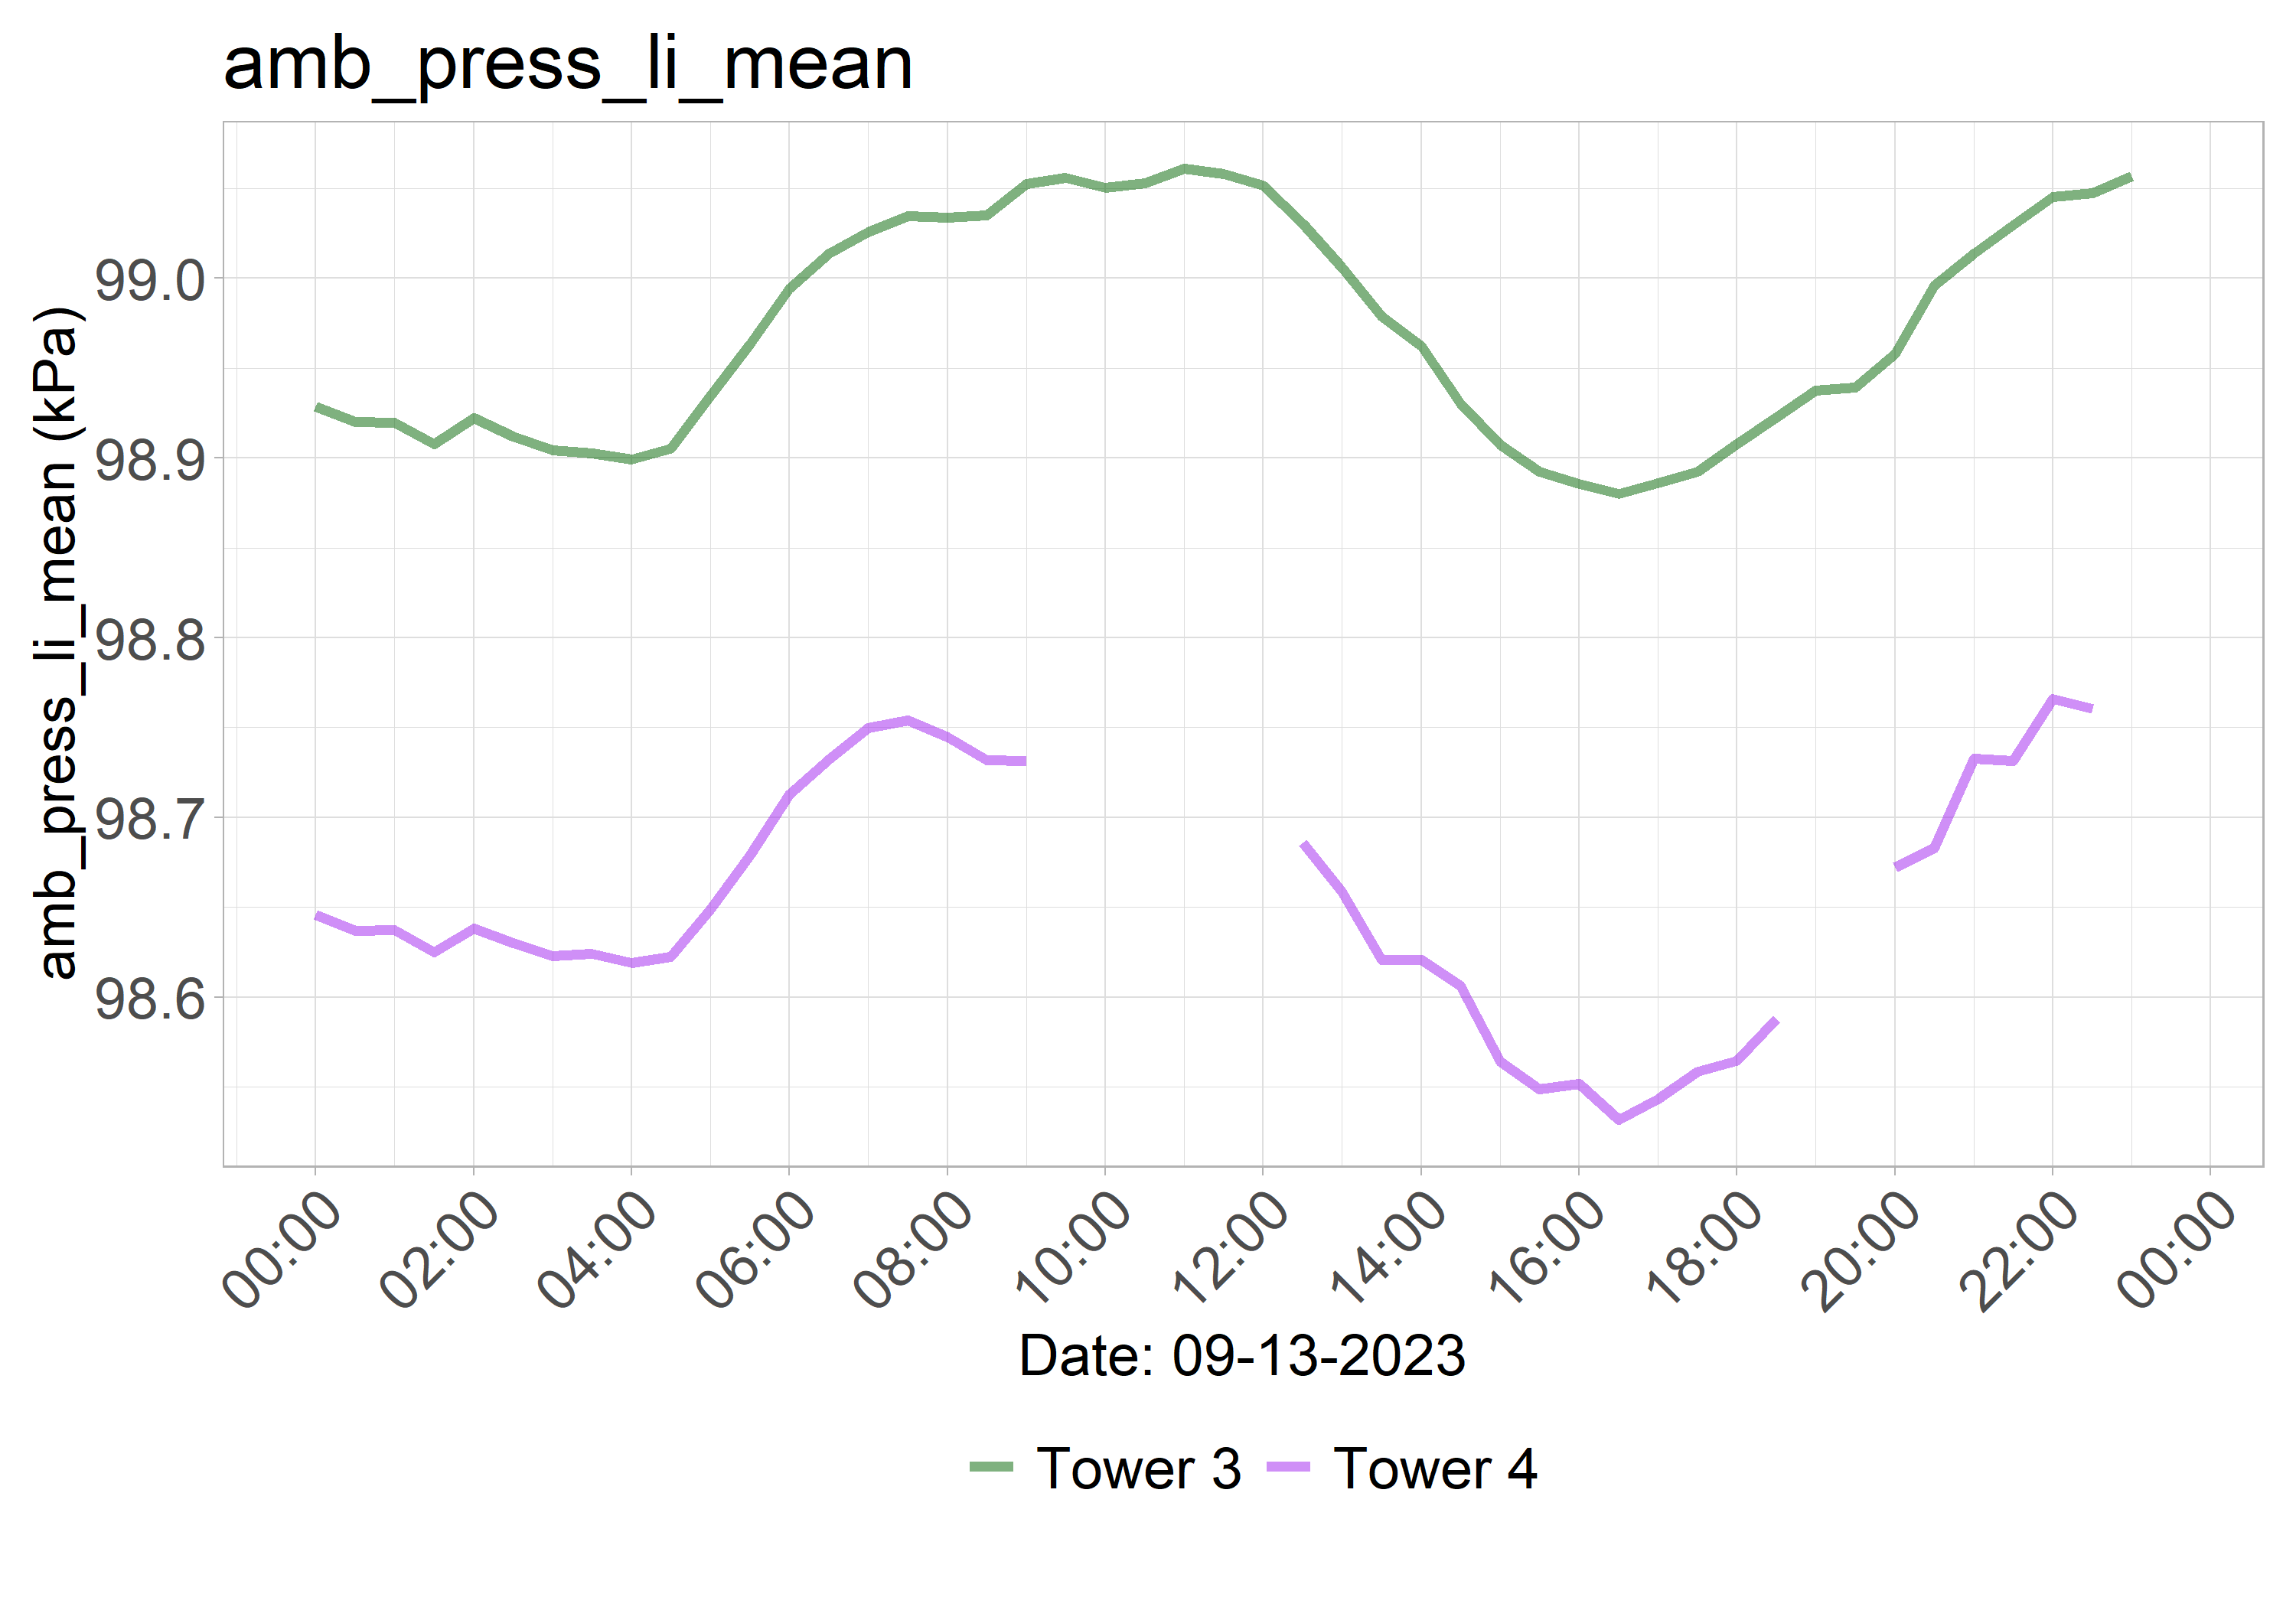 amb_press_li_mean
amb_press_li_mean (kPa)
99.0
98.9
98.8
98.7
98.6
00:00 02:00 04:00 06:00 08:00 10:00 12:00 14:00 16:00 18:00 20:00 22:00 00:00
Date: 09-13-2023
Tower 3 Tower 4